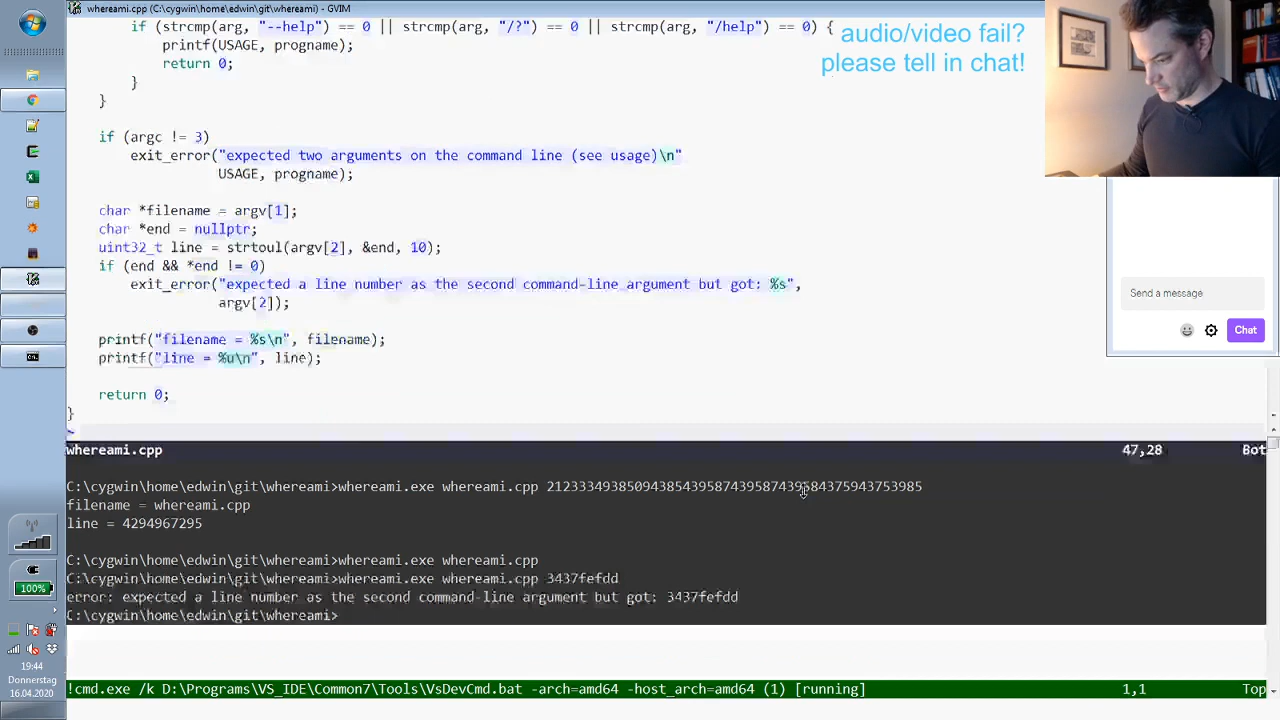 whereami.cpp (C:\cygwin\home\edwin\git\whereami) - GVIM
if (strcmp(arg, "--help") == 0 || strcmp(arg, "/?") == 0 || strcmp(arg, "/help") == 0) {
printf(USAGE, progname);
return 0;
}
}
if (argc != 3)
exit_error("expected two arguments on the command line (see usage)\n"
USAGE, progname);
char *filename = argv[1];
char *end = nullptr;
uint32_t line = strtoul(argv[2], &end, 10);
if (end && *end != 0)
exit_error("expected a line number as the second command-line argument but got: %s",
argv[2]);
printf("filename = %s\n", filename);
printf("line = %u\n", line);
return 0;
}
~
audio/video fail?
please tell in chat!
Send a message
Chat
whereami.cpp 47,28 Bot
C:\cygwin\home\edwin\git\whereami>whereami.exe whereami.cpp
filename = whereami.cpp
line = 4294967295
C:\cygwin\home\edwin\git\whereami>whereami.exe whereami.cpp
C:\cygwin\home\edwin\git\whereami>whereami.exe whereami.cpp 3437fefdd
error: expected a line number as the second command-line argument but got: 3437fefdd
C:\cygwin\home\edwin\git\whereami>
!cmd.exe /k D:\Programs\VS_IDE\Common7\Tools\VsDevCmd.bat -arch=amd64 -host_arch=amd64 (1) [running] 1,1 Top
100%
19:44
Donnerstag
16.04.2020